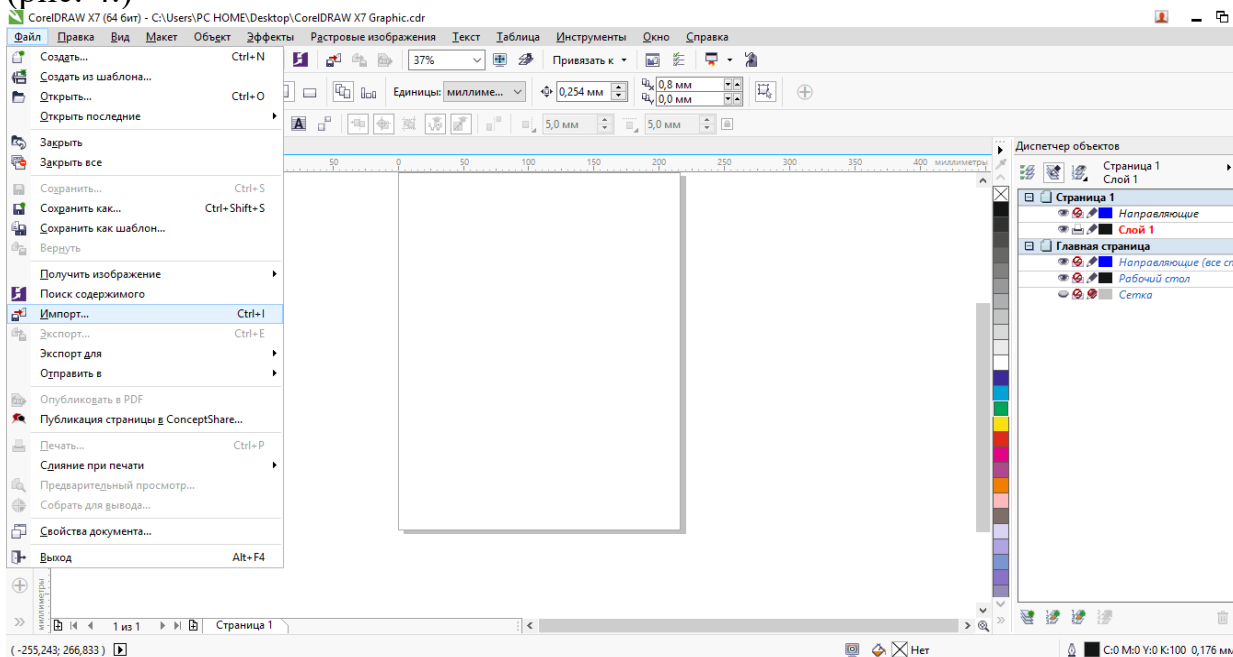 (рис. 4.)
CorelDRAW X7 (64 бит) - C:\Users\PC HOME\Desktop\CorelDRAW X7 Graphic.cdr
Файл Правка Вид Макет Объект Эффекты Растровые изображения Текст Таблица Инструменты Окно Справка
Создать... Ctrl+N
37%
Привязать к
Создать из шаблона...
Открыть... Ctrl+O
Единицы: миллиме...
0,254 мм
0,8 мм
0,0 мм
Открыть последние
5,0 мм
5,0 мм
Закрыть
Закрыть все
50 0 50 100 150 200 250 300 350 400 миллиметры
Сохранить... Ctrl+S
Сохранить как... Ctrl+Shift+S
Сохранить как шаблон...
Вернуть
Получить изображение
Поиск содержимого
Импорт... Ctrl+I
Экспорт... Ctrl+E
Экспорт для
Отправить в
Опубликовать в PDF
Публикация страницы в ConceptShare...
Печать... Ctrl+P
Слияние при печати
Предварительный просмотр...
Собрать для вывода...
Свойства документа...
Выход Alt+F4
Диспетчер объектов
Страница 1
Слой 1
Страница 1
Направляющие
Слой 1
Главная страница
Направляющие (все ст
Рабочий стол
Сетка
миллиметры
1 из 1
Страница 1
( -255,243; 266,833 )
Нет
C:0 M:0 Y:0 K:100 0,176 мм